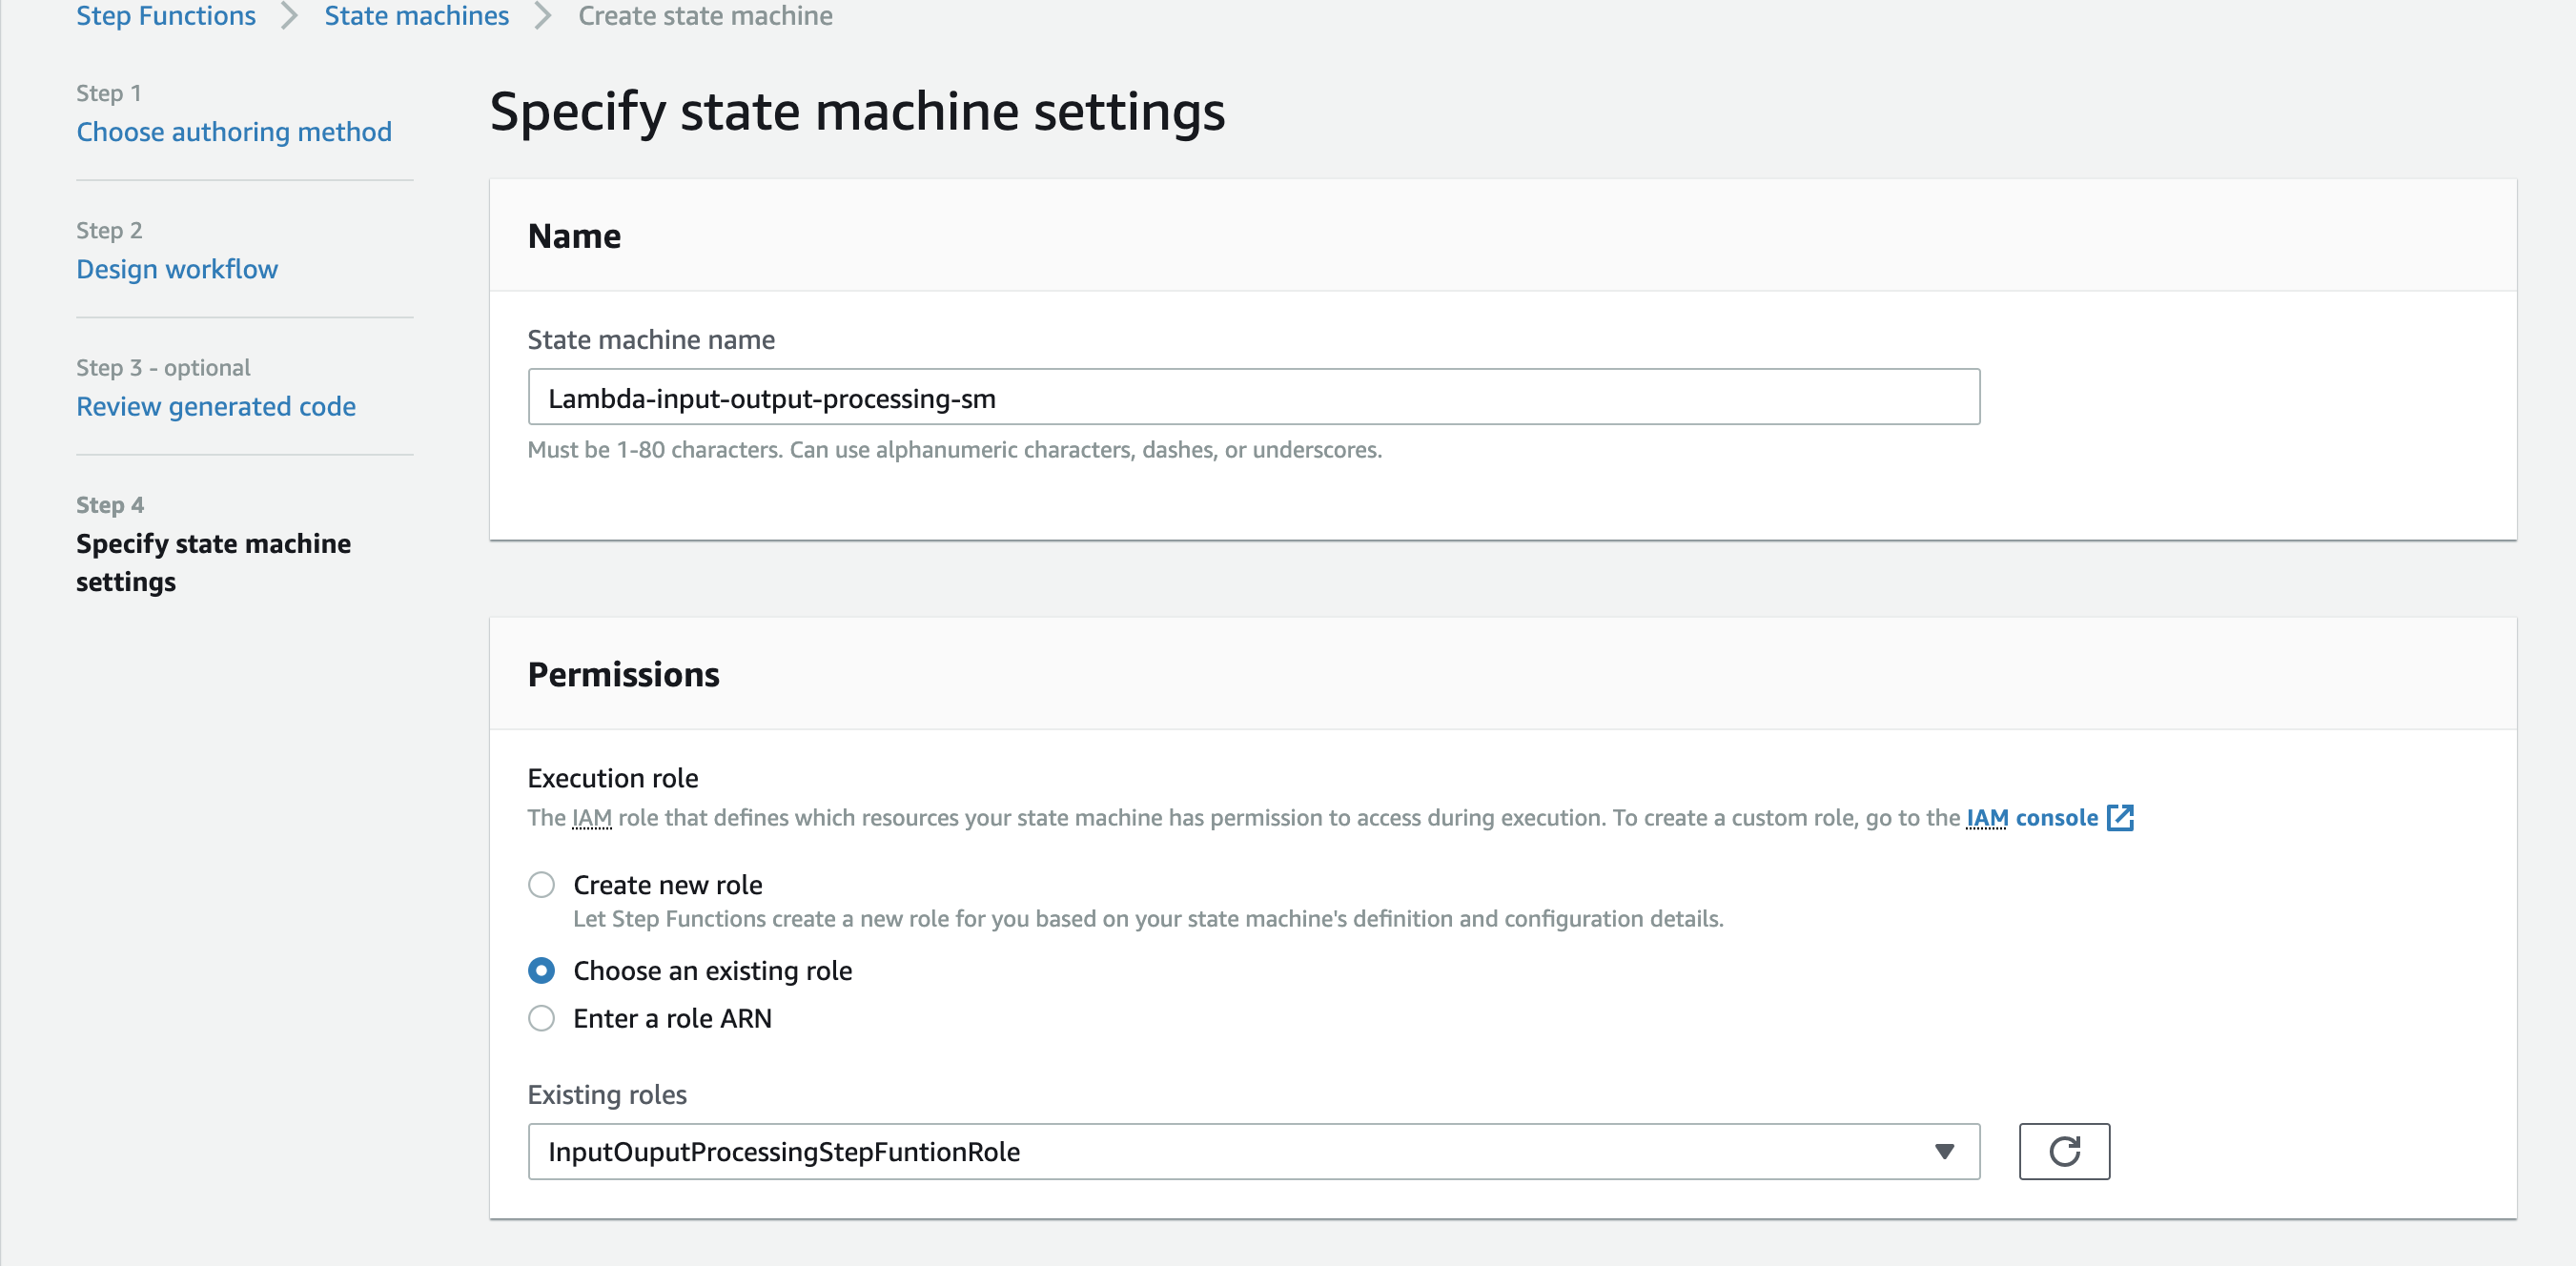 Step Functions > State machines > Create state machine
Step 1
Choose authoring method
Step 2
Design workflow
Step 3 - optional
Review generated code
Step 4
Specify state machine
settings
Specify state machine settings
Name
State machine name
Lambda-input-output-processing-sm
Must be 1-80 characters. Can use alphanumeric characters, dashes, or underscores.
Permissions
Execution role
The IAM role that defines which resources your state machine has permission to access during execution. To create a custom role, go to the IAM console
Create new role
Let Step Functions create a new role for you based on your state machine's definition and configuration details.
Choose an existing role
Enter a role ARN
Existing roles
InputOuputProcessingStepFuntionRole